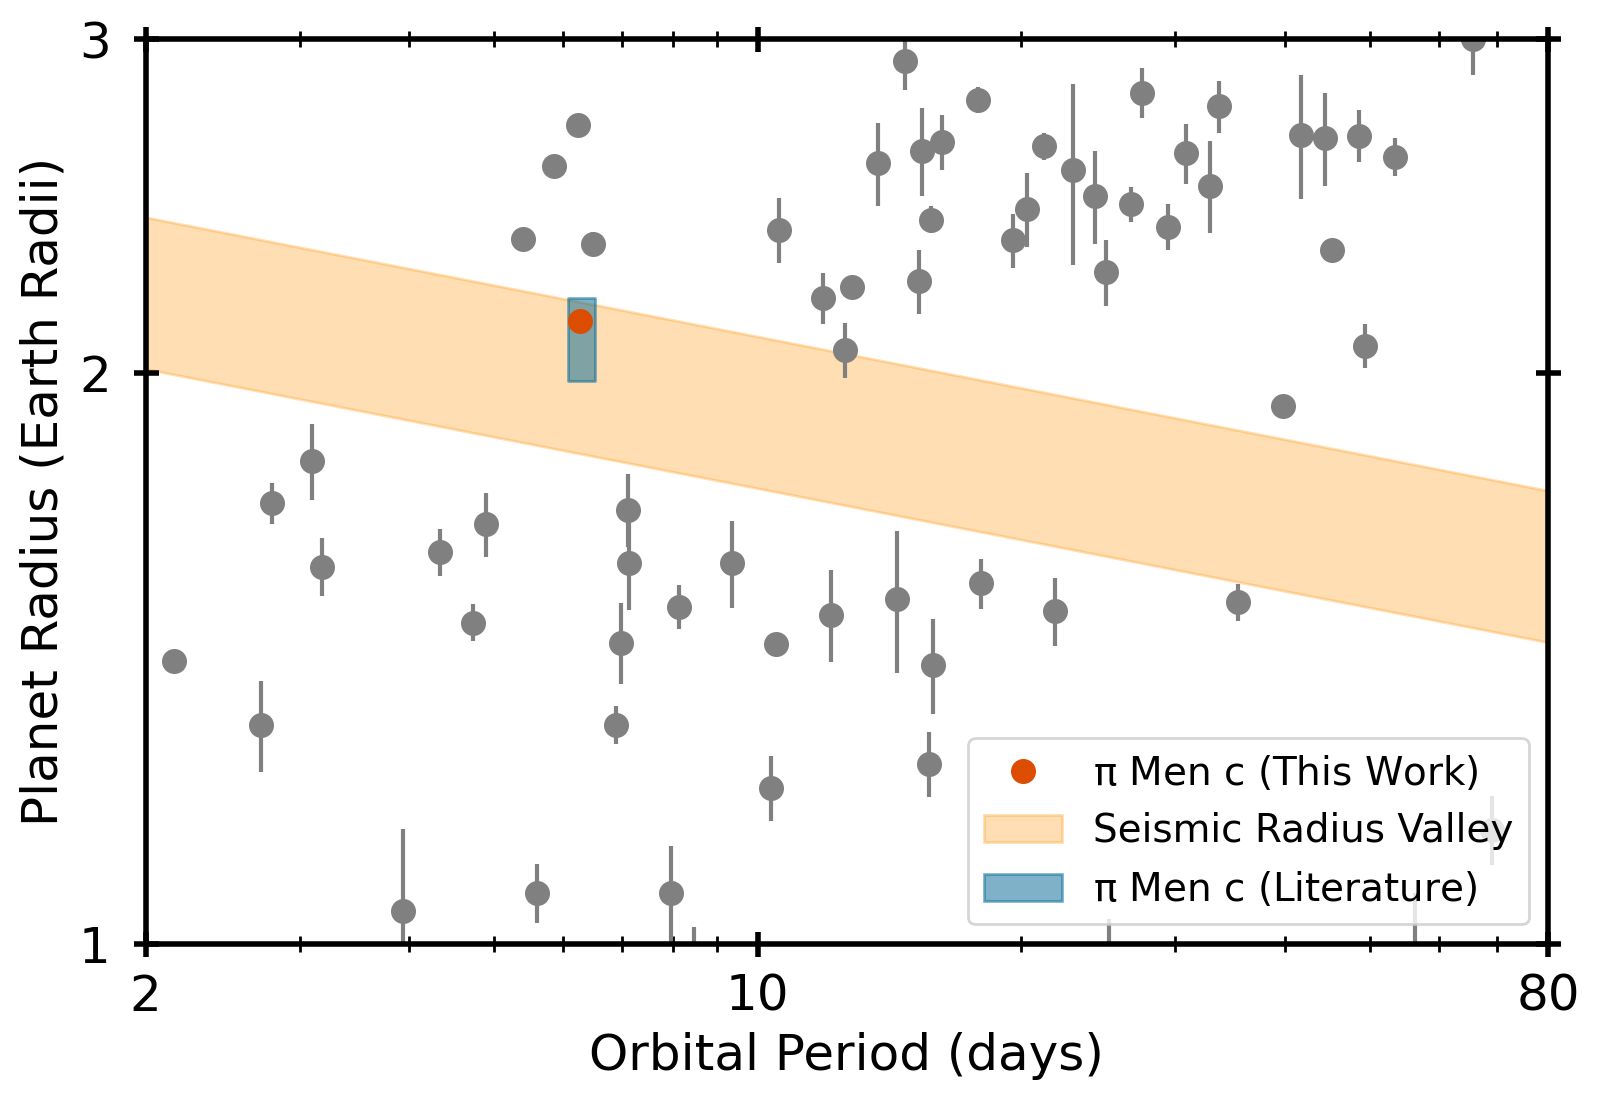 3
2
1
Planet Radius (Earth Radii)
π Men c (This Work)
Seismic Radius Valley
π Men c (Literature)
2
10
80
Orbital Period (days)